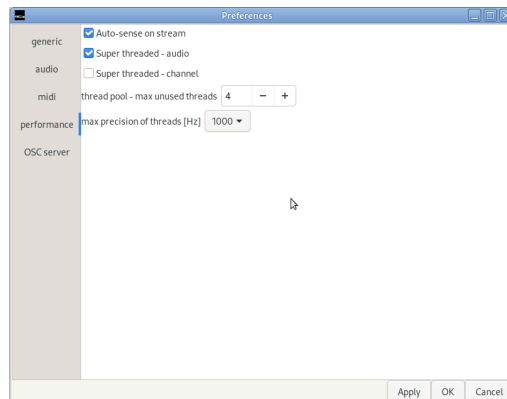 Preferences
generic
audio
midi
performance
OSC server
Auto-sense on stream
Super threaded - audio
Super threaded - channel
thread pool - max unused threads 4 − +
max precision of threads [Hz] 1000
Apply OK Cancel